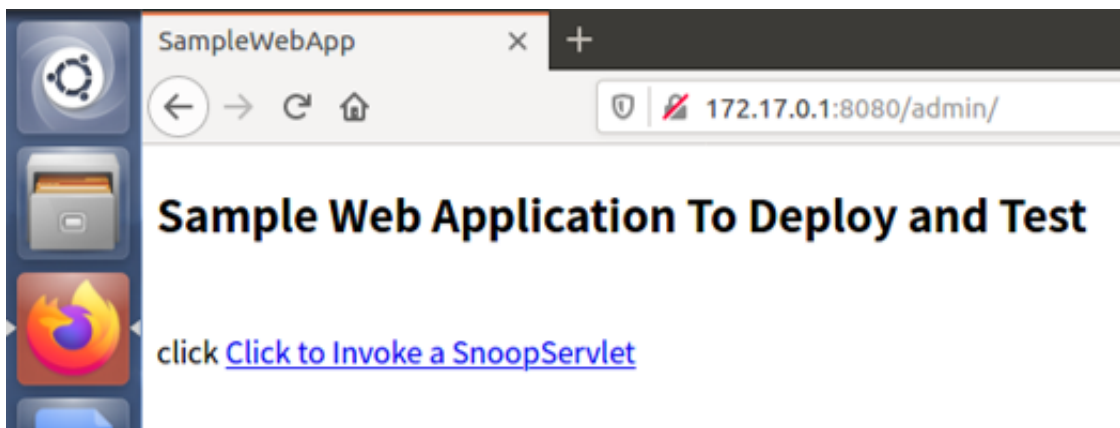 SampleWebApp
172.17.0.1:8080/admin/
Sample Web Application To Deploy and Test
click Click to Invoke a SnoopServlet